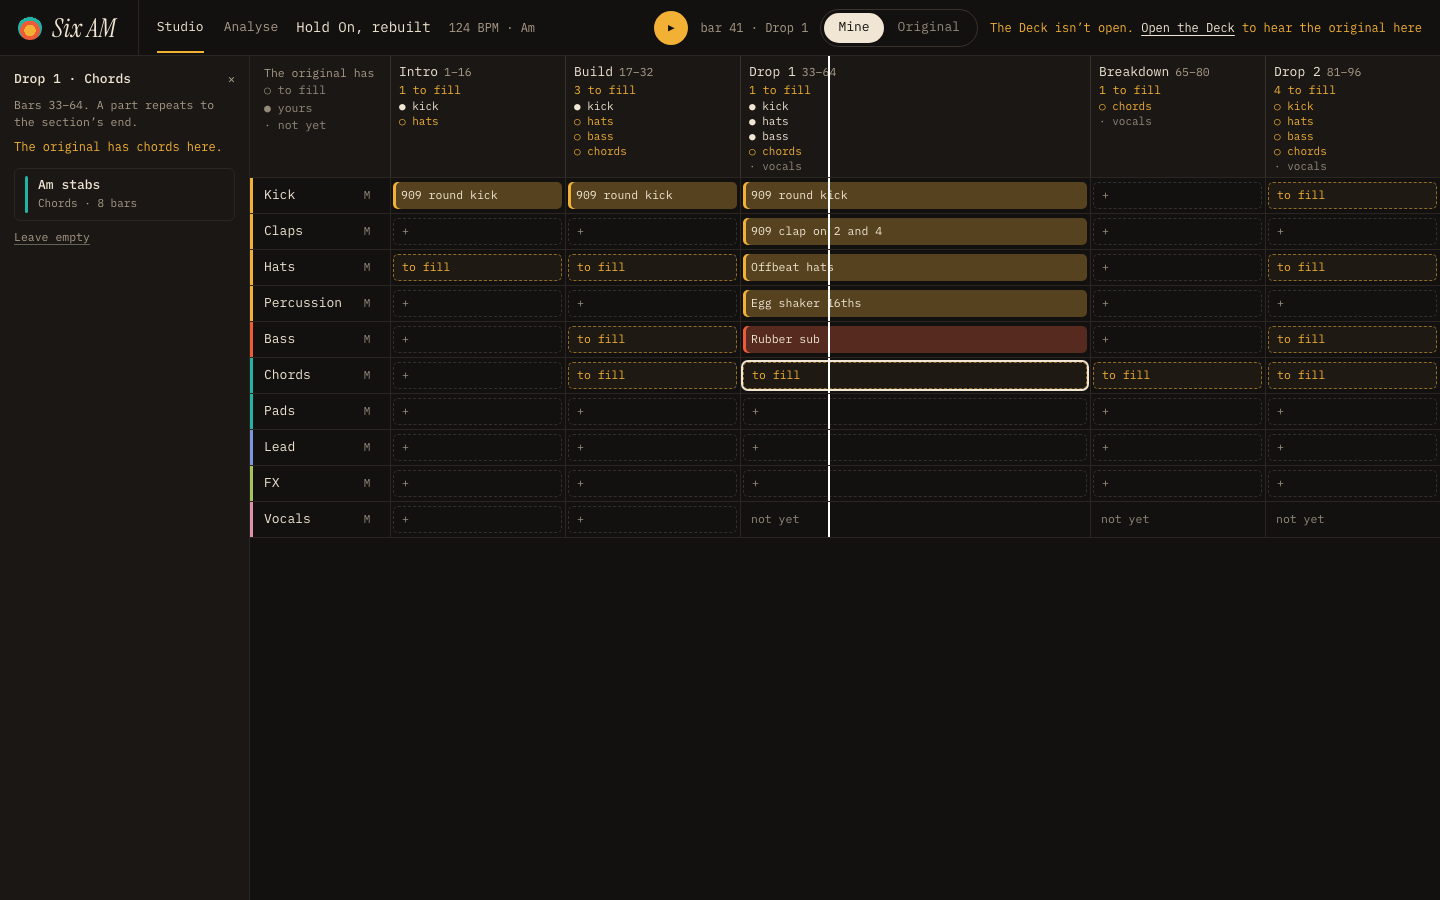 Six AM
Studio Analyse Hold On, rebuilt 124 BPM · Am
▶ bar 41 · Drop 1 Mine Original The Deck isn’t open. Open the Deck to hear the original here
Drop 1 · Chords ×
Bars 33–64. A part repeats to
the section’s end.
The original has chords here.
Am stabs
Chords · 8 bars
Leave empty
The original has
○ to fill
● yours
· not yet
Intro 1–16
1 to fill
● kick
○ hats
Build 17–32
3 to fill
● kick
○ hats
○ bass
○ chords
Drop 1 33–64
1 to fill
● kick
● hats
● bass
○ chords
· vocals
Breakdown 65–80
1 to fill
○ chords
· vocals
Drop 2 81–96
4 to fill
○ kick
○ hats
○ bass
○ chords
· vocals
Kick M 909 round kick 909 round kick 909 round kick + to fill
Claps M + + 909 clap on 2 and 4 + +
Hats M to fill to fill Offbeat hats + to fill
Percussion M + + Egg shaker 16ths + +
Bass M + to fill Rubber sub + to fill
Chords M + to fill to fill to fill to fill
Pads M + + + + +
Lead M + + + + +
FX M + + + + +
Vocals M + + not yet not yet not yet